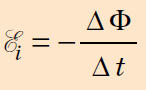 ℰᵢ = − ΔΦ / Δt